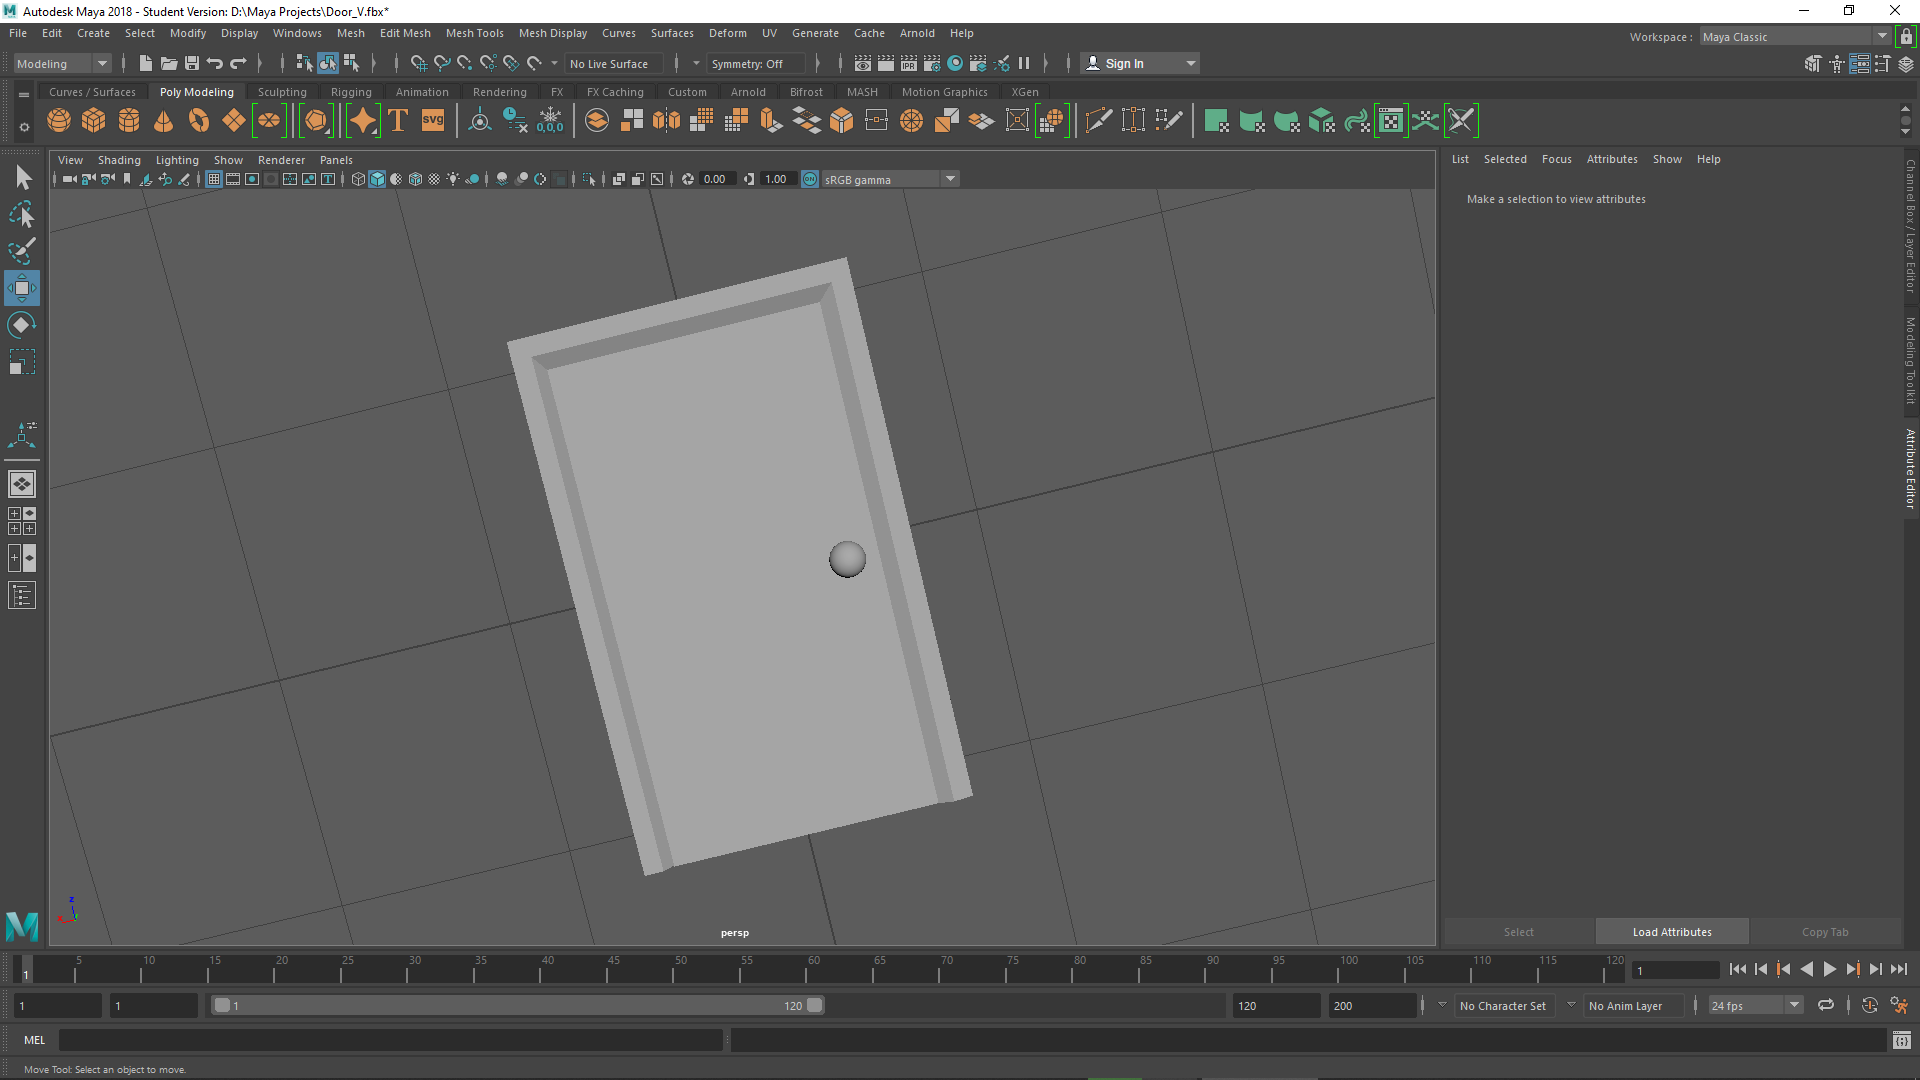 Autodesk Maya 2018 - Student Version: D:\Maya Projects\Door_V.fbx*
File Edit Create Select Modify Display Windows Mesh Edit Mesh Mesh Tools Mesh Display Curves Surfaces Deform UV Generate Cache Arnold Help
Workspace : Maya Classic
Modeling No Live Surface Symmetry: Off IPR Sign In
Curves / Surfaces Poly Modeling Sculpting Rigging Animation Rendering FX FX Caching Custom Arnold Bifrost MASH Motion Graphics XGen
T SVG 0,0,0
View Shading Lighting Show Renderer Panels
0.00 1.00 ON sRGB gamma
List Selected Focus Attributes Show Help
Make a selection to view attributes
Channel Box / Layer Editor
Modeling Toolkit
Attribute Editor
z
x
persp
Select Load Attributes Copy Tab
5 10 15 20 25 30 35 40 45 50 55 60 65 70 75 80 85 90 95 100 105 110 115 120
1 1
1 1 1 120 120 200 No Character Set No Anim Layer 24 fps
MEL
Move Tool: Select an object to move.